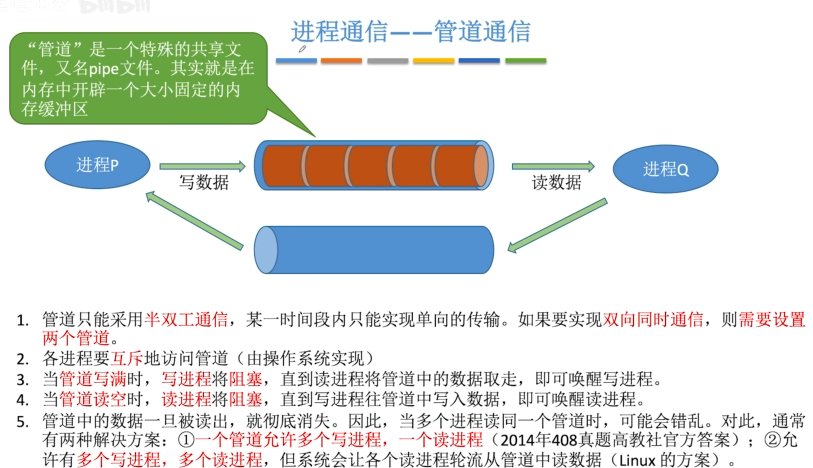 进程通信——管道通信
“管道”是一个特殊的共享文
件，又名pipe文件。其实就是在
内存中开辟一个大小固定的内
存缓冲区
进程P
写数据
读数据
进程Q
1. 管道只能采用半双工通信，某一时间段内只能实现单向的传输。如果要实现双向同时通信，则需要设置
两个管道。
2. 各进程要互斥地访问管道（由操作系统实现）
3. 当管道写满时，写进程将阻塞，直到读进程将管道中的数据取走，即可唤醒写进程。
4. 当管道读空时，读进程将阻塞，直到写进程往管道中写入数据，即可唤醒读进程。
5. 管道中的数据一旦被读出，就彻底消失。因此，当多个进程读同一个管道时，可能会错乱。对此，通常
有两种解决方案：①一个管道允许多个写进程，一个读进程（2014年408真题高教社官方答案）；②允
许有多个写进程，多个读进程，但系统会让各个读进程轮流从管道中读数据（Linux 的方案）。